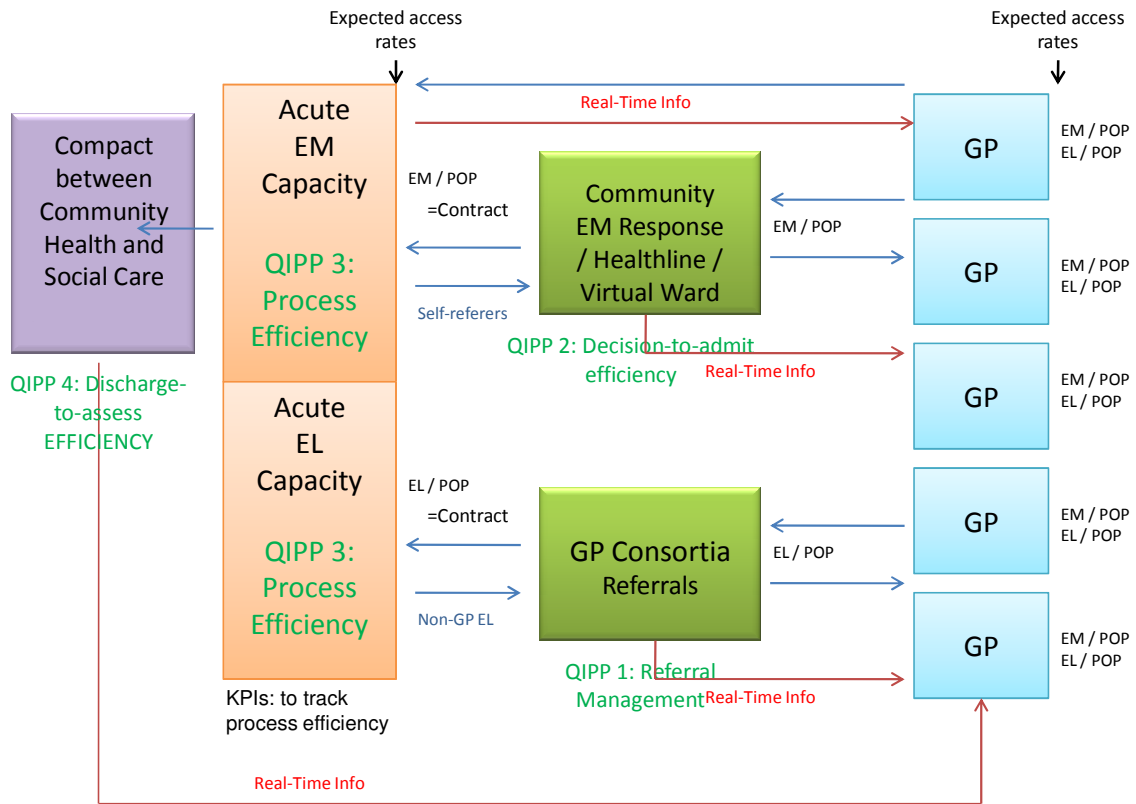 Expected access
rates
Expected access
rates
Compact
between
Community
Health and
Social Care
QIPP 4: Discharge-
to-assess
EFFICIENCY
Acute
EM
Capacity
QIPP 3:
Process
Efficiency
Acute
EL
Capacity
QIPP 3:
Process
Efficiency
KPIs: to track
process efficiency
Real-Time Info
EM / POP
=Contract
Self-referers
Community
EM Response
/ Healthline /
Virtual Ward
QIPP 2: Decision-to-admit
efficiency
Real-Time Info
EM / POP
EL / POP
=Contract
Non-GP EL
GP Consortia
Referrals
QIPP 1: Referral
Management
Real-Time Info
EL / POP
GP
EM / POP
EL / POP
GP
EM / POP
EL / POP
GP
EM / POP
EL / POP
GP
EM / POP
EL / POP
GP
EM / POP
EL / POP
Real-Time Info